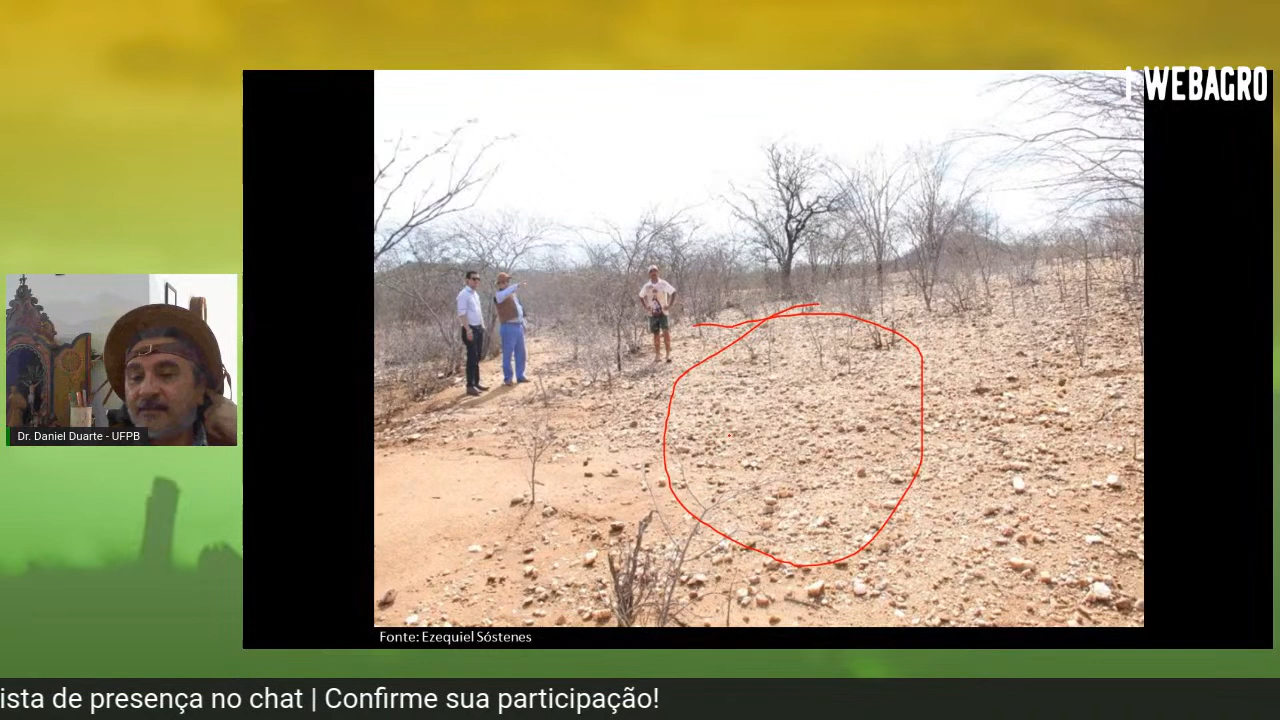 WEBAGRO
Dr. Daniel Duarte - UFPB
Fonte: Ezequiel Sóstenes
ista de presença no chat | Confirme sua participação!